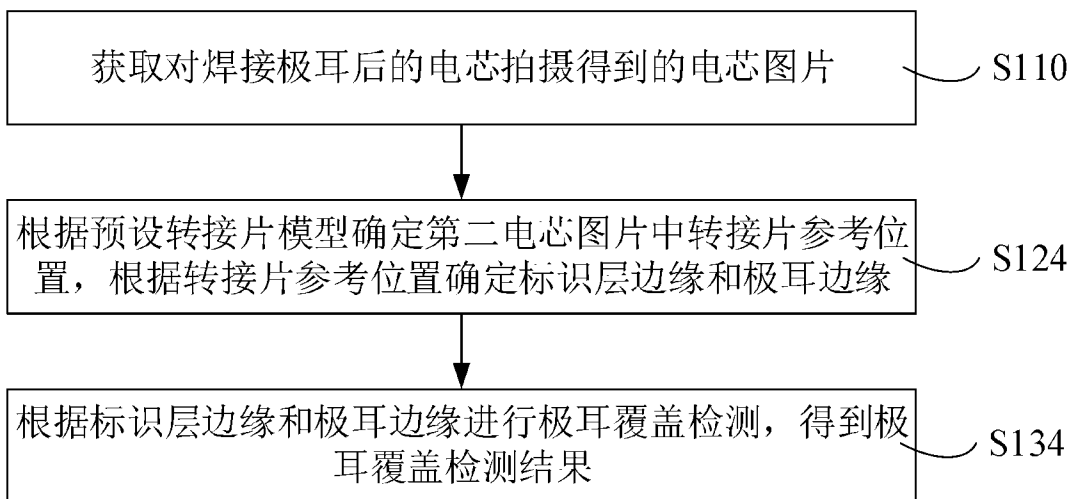 获取对焊接极耳后的电芯拍摄得到的电芯图片
S110
根据预设转接片模型确定第二电芯图片中转接片参考位
置，根据转接片参考位置确定标识层边缘和极耳边缘
S124
根据标识层边缘和极耳边缘进行极耳覆盖检测，得到极
耳覆盖检测结果
S134